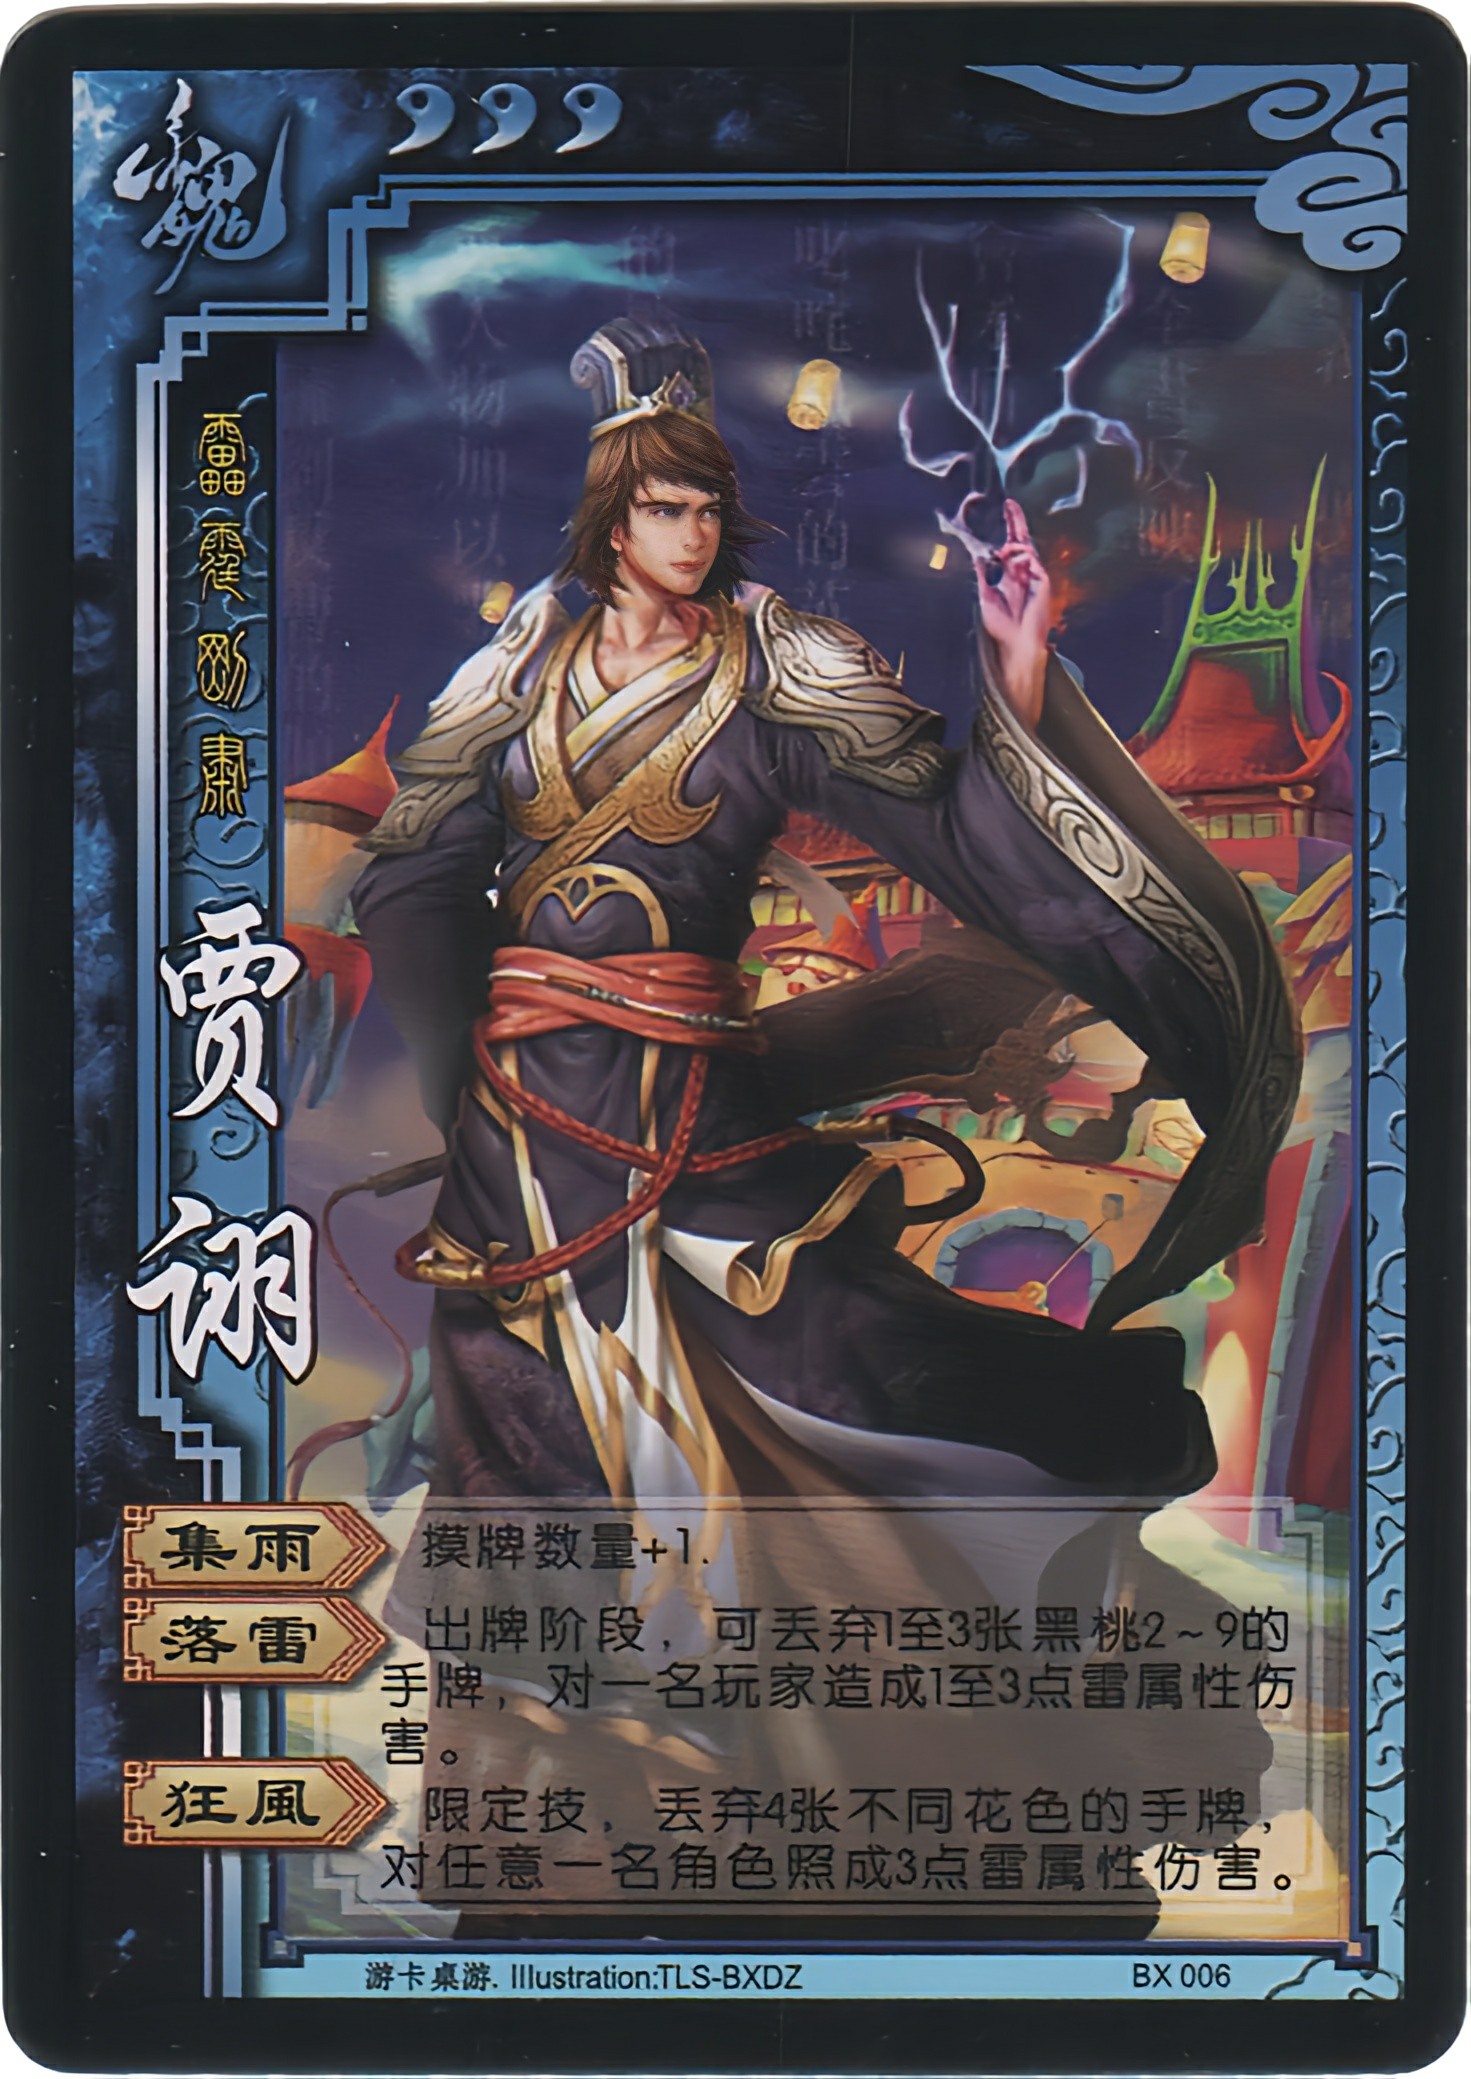 魏
雷霆刚肃
贾诩
集雨
摸牌数量+1.
落雷
出牌阶段，可丢弃1至3张黑桃2~9的
手牌，对一名玩家造成1至3点雷属性伤
害。
狂風
限定技，丢弃4张不同花色的手牌，
对任意一名角色照成3点雷属性伤害。
游卡桌游. Illustration:TLS-BXDZ
BX 006